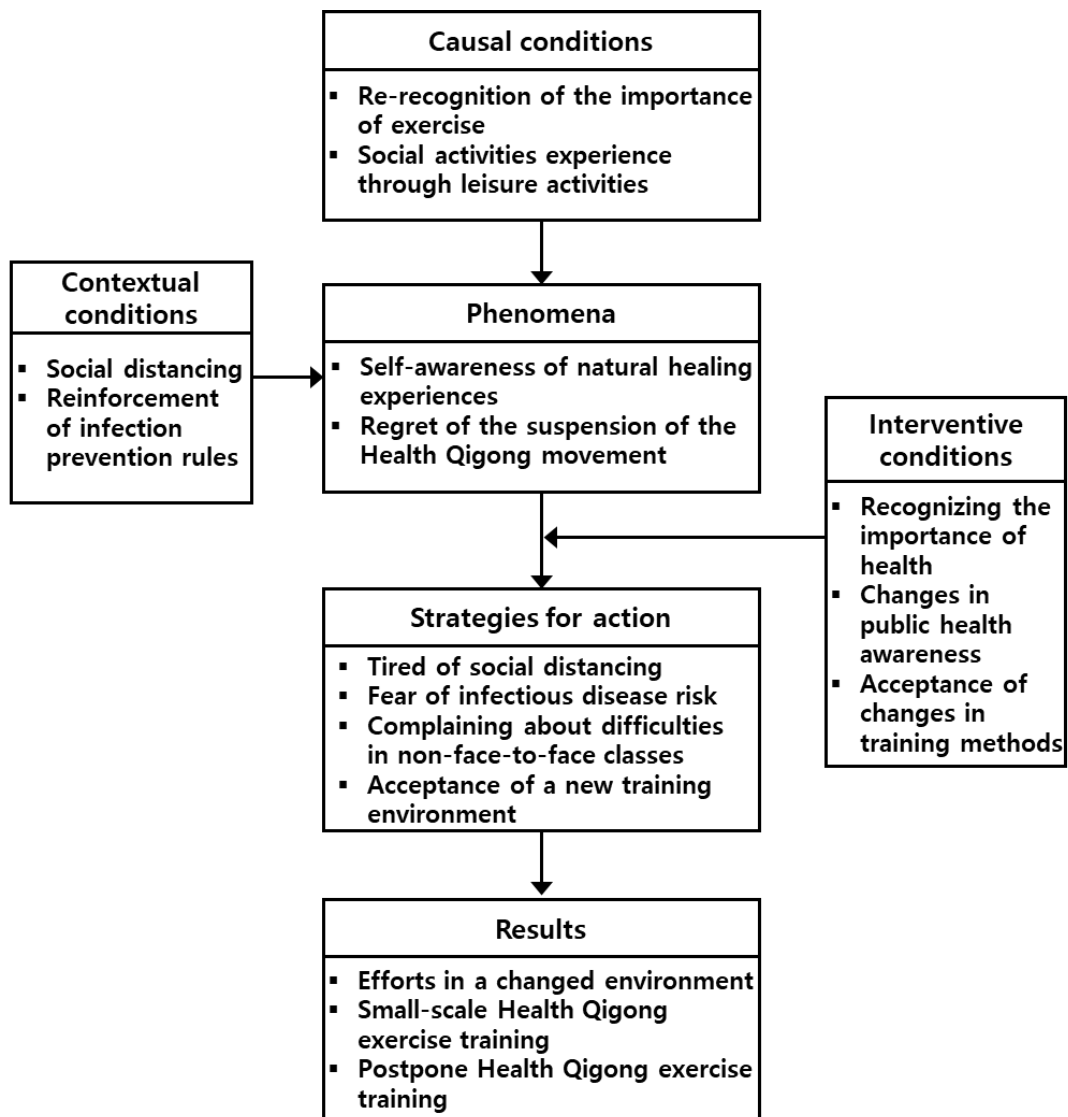 Causal conditions
▪ Re-recognition of the importance
of exercise
▪ Social activities experience
through leisure activities
Contextual
conditions
▪ Social distancing
▪ Reinforcement
of infection
prevention rules
Phenomena
▪ Self-awareness of natural healing
experiences
▪ Regret of the suspension of the
Health Qigong movement
Interventive
conditions
▪ Recognizing the
importance of
health
▪ Changes in
public health
awareness
▪ Acceptance of
changes in
training methods
Strategies for action
▪ Tired of social distancing
▪ Fear of infectious disease risk
▪ Complaining about difficulties
in non-face-to-face classes
▪ Acceptance of a new training
environment
Results
▪ Efforts in a changed environment
▪ Small-scale Health Qigong
exercise training
▪ Postpone Health Qigong exercise
training